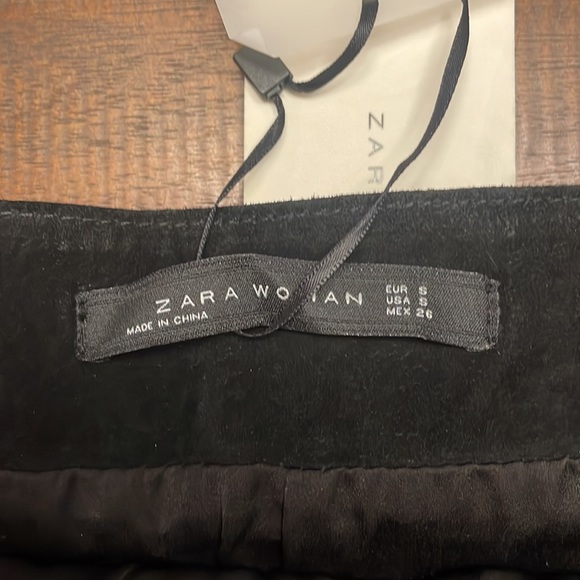 ZAR
ZARA WOMAN
MADE IN CHINA
EUR S
USA S
MEX 26